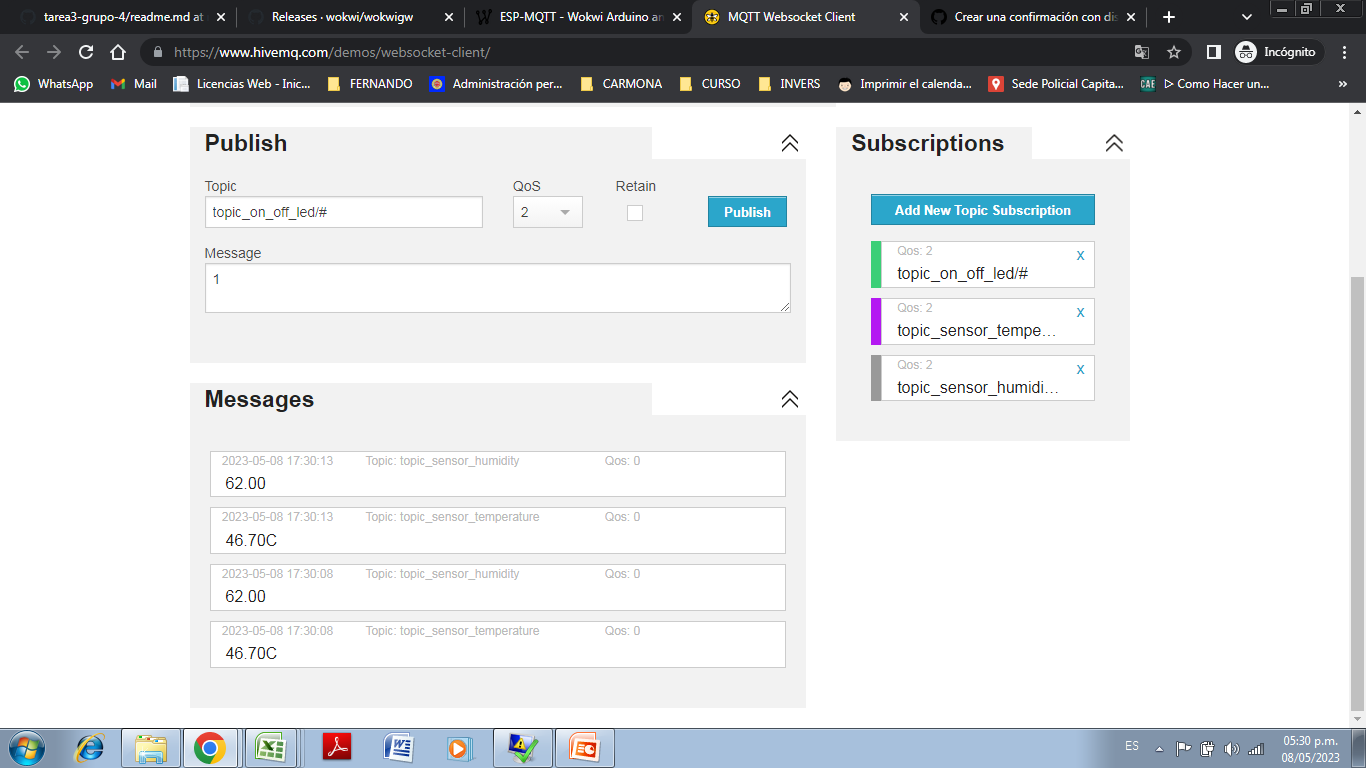 tarea3-grupo-4/readme.md at
Releases · wokwi/wokwigw
ESP-MQTT - Wokwi Arduino an
MQTT Websocket Client
Crear una confirmación con di
https://www.hivemq.com/demos/websocket-client/
Incógnito
WhatsApp
Mail
Licencias Web - Inic...
FERNANDO
Administración per...
CARMONA
CURSO
INVERS
Imprimir el calenda...
Sede Policial Capita...
CAE
ᐅ Como Hacer un...
»
Publish
Topic
QoS
Retain
topic_on_off_led/#
2
Publish
Message
1
Messages
2023-05-08 17:30:13 Topic: topic_sensor_humidity Qos: 0
62.00
2023-05-08 17:30:13 Topic: topic_sensor_temperature Qos: 0
46.70C
2023-05-08 17:30:08 Topic: topic_sensor_humidity Qos: 0
62.00
2023-05-08 17:30:08 Topic: topic_sensor_temperature Qos: 0
46.70C
Subscriptions
Add New Topic Subscription
Qos: 2
x
topic_on_off_led/#
Qos: 2
x
topic_sensor_tempe…
Qos: 2
x
topic_sensor_humidi…
ES
05:30 p.m.
08/05/2023